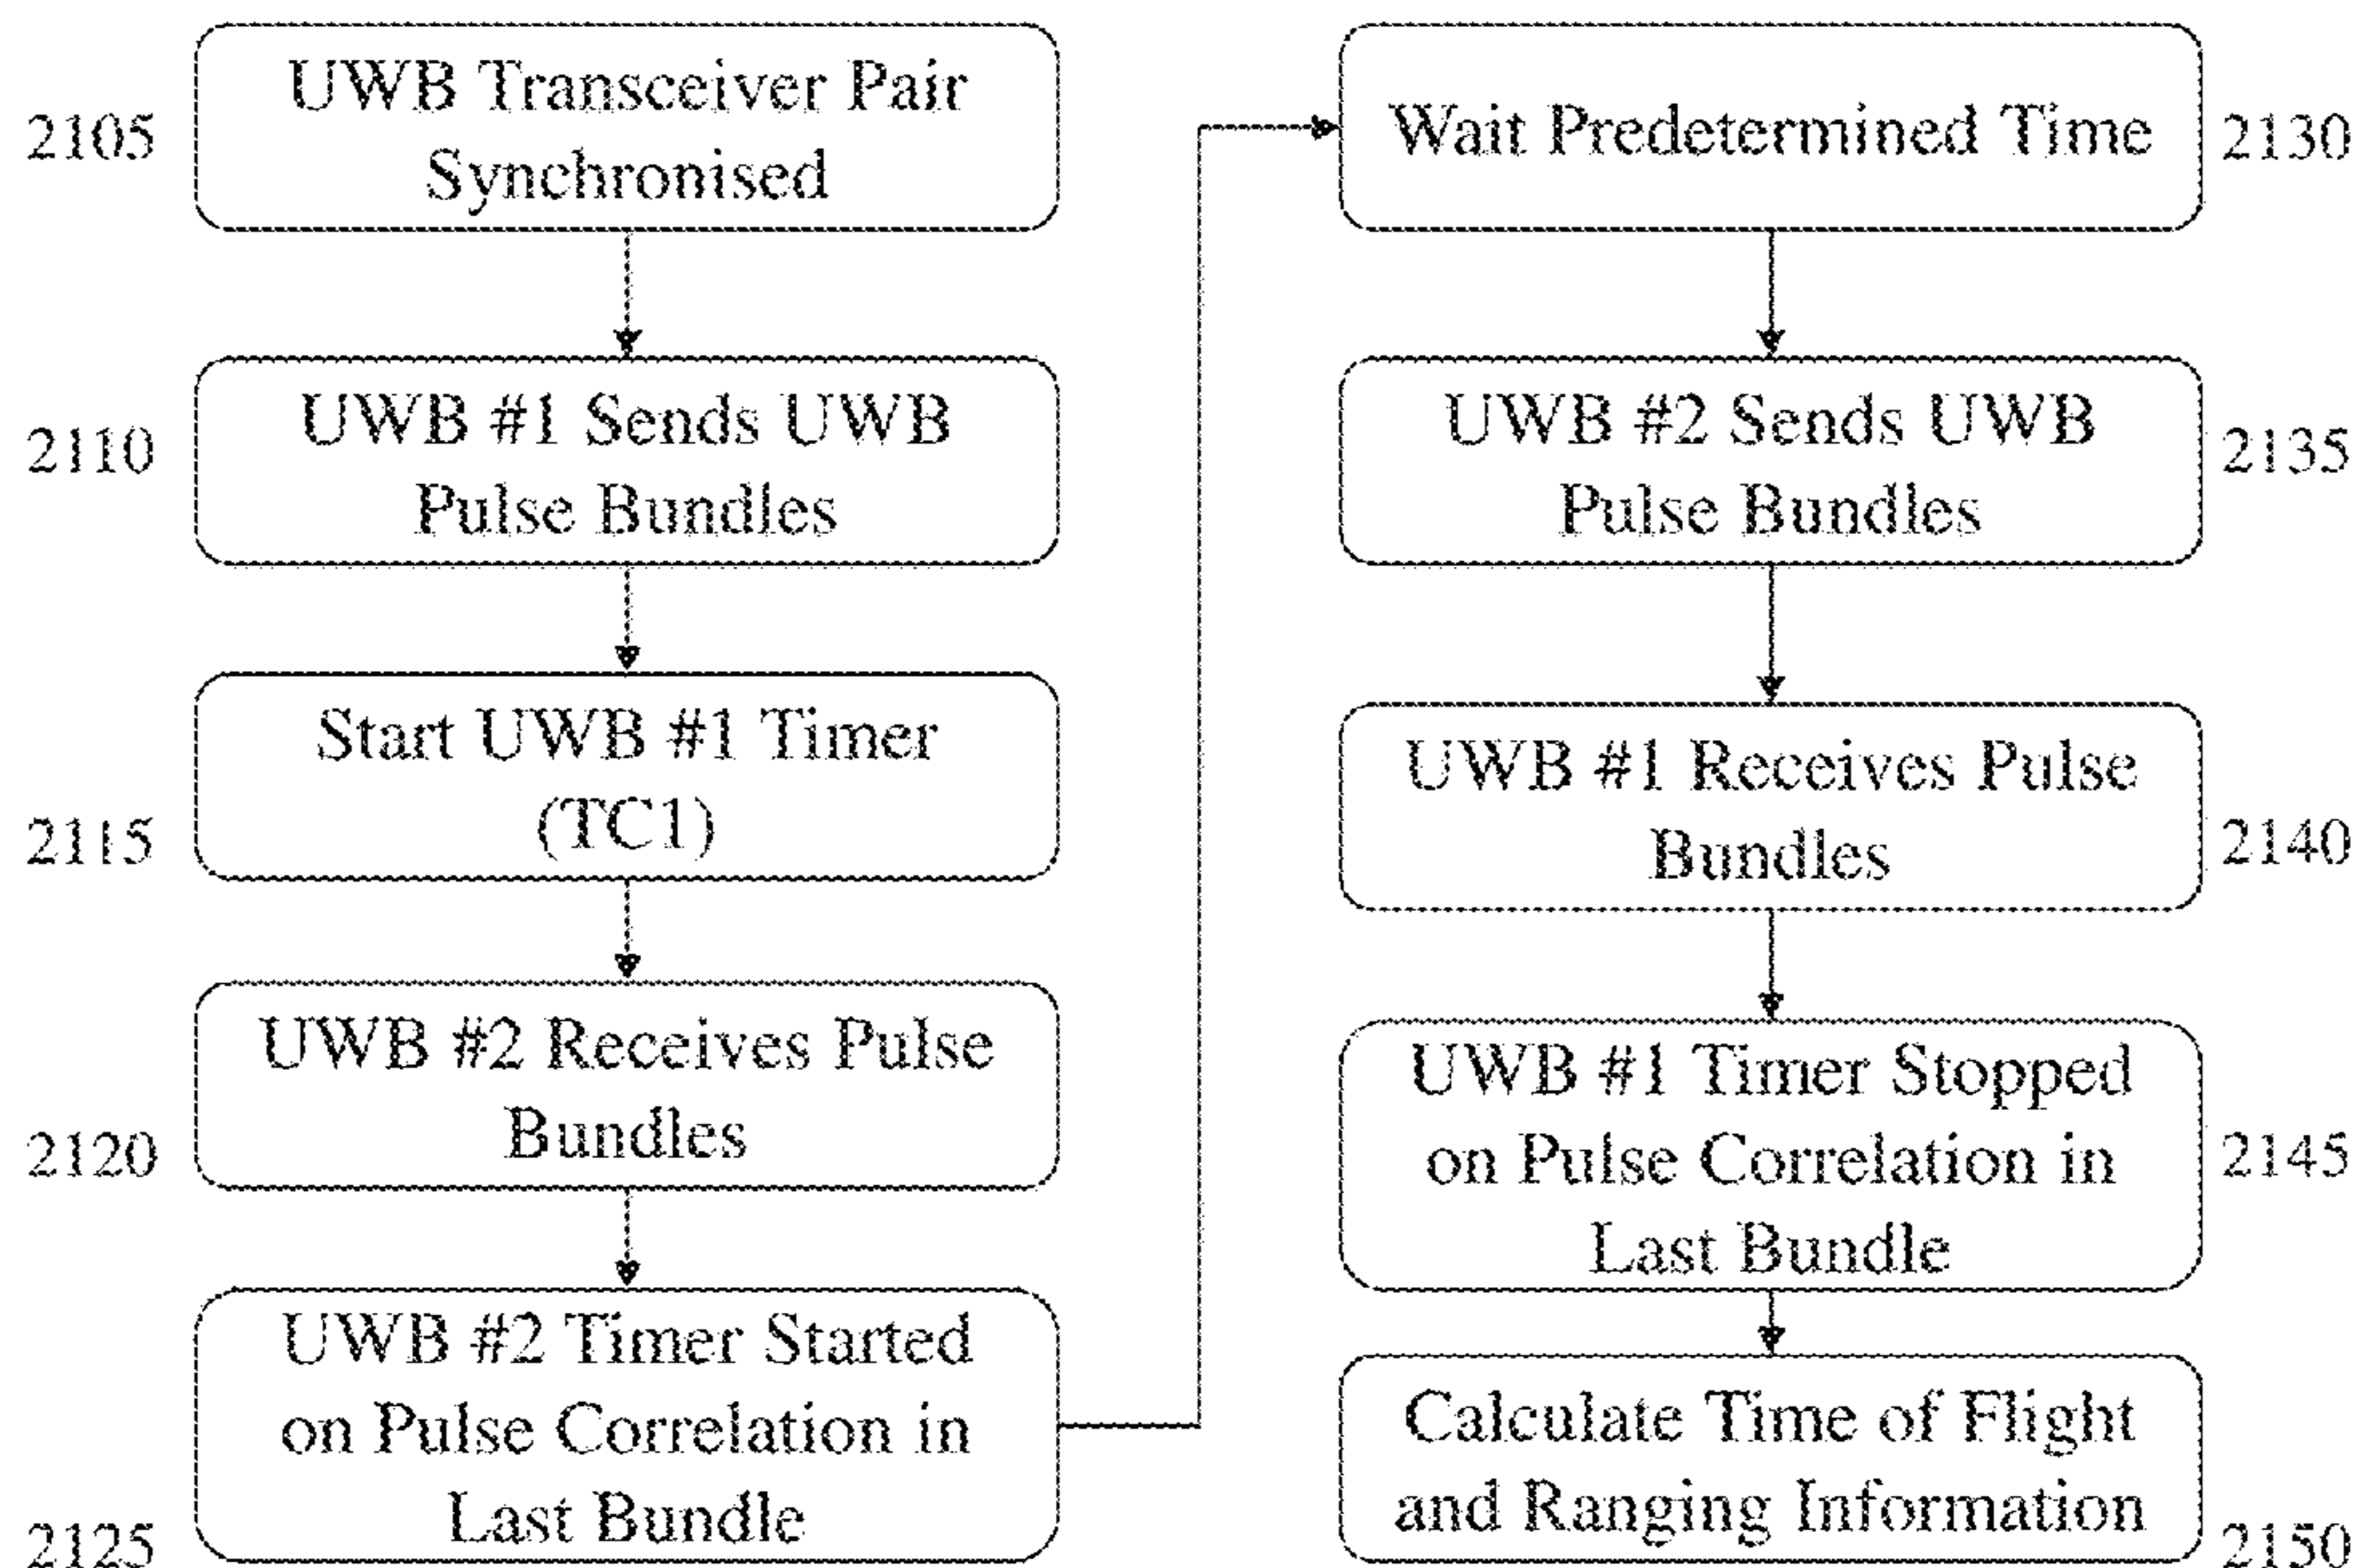 2105
UWB Transceiver Pair
Synchronised
2110
UWB #1 Sends UWB
Pulse Bundles
2115
Start UWB #1 Timer
(TC1)
2120
UWB #2 Receives Pulse
Bundles
2125
UWB #2 Timer Started
on Pulse Correlation in
Last Bundle
Wait Predetermined Time
2130
UWB #2 Sends UWB
Pulse Bundles
2135
UWB #1 Receives Pulse
Bundles
2140
UWB #1 Timer Stopped
on Pulse Correlation in
Last Bundle
2145
Calculate Time of Flight
and Ranging Information
2150